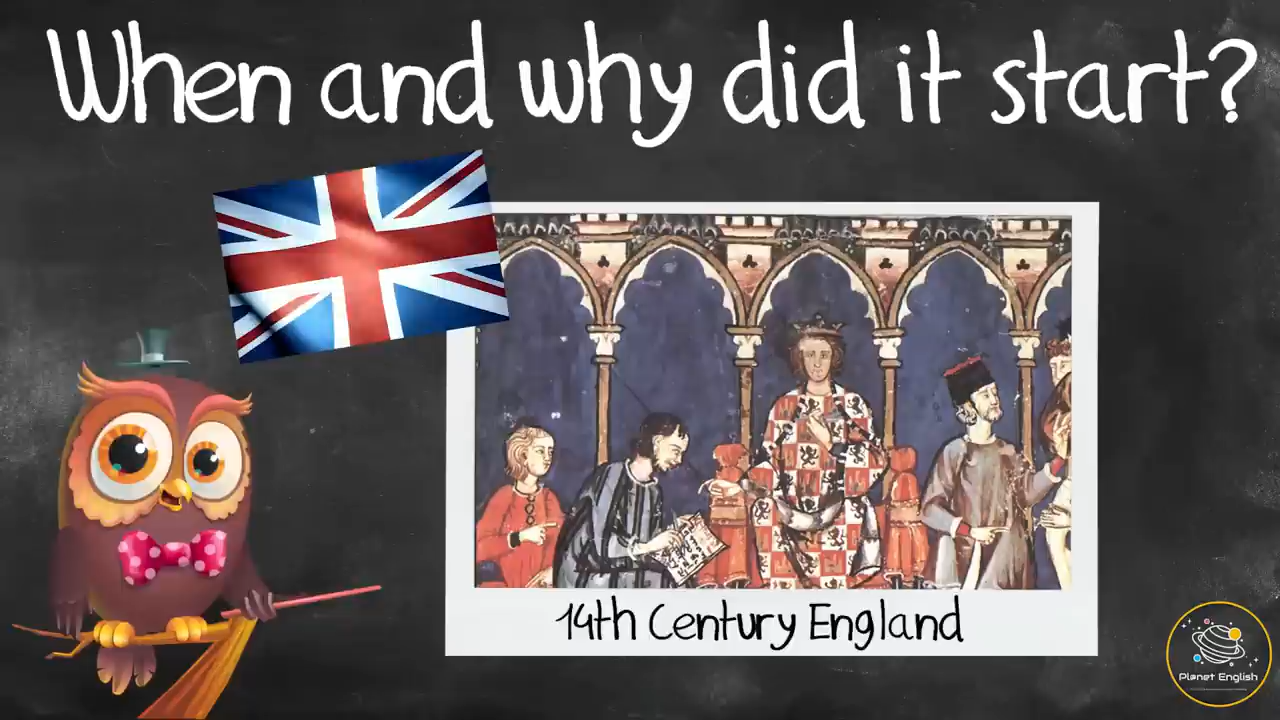 When and why did it start?
14th Century England
Planet English